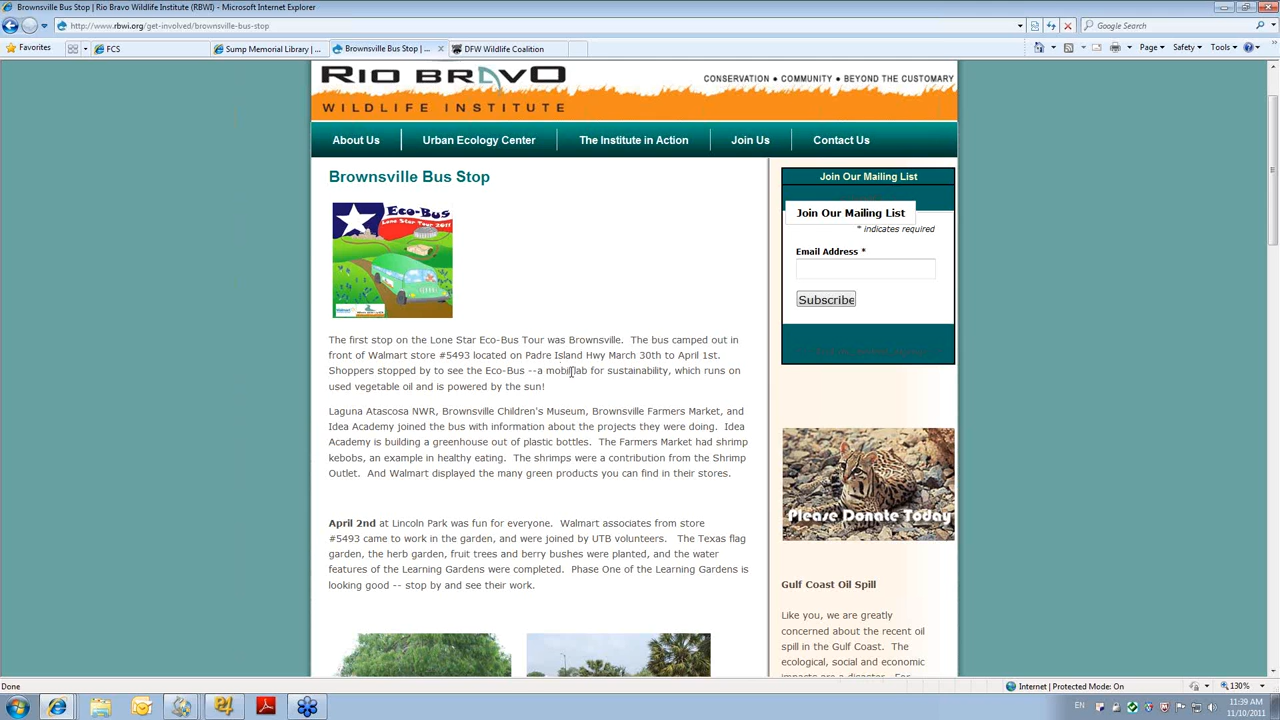 Brownsville Bus Stop | Rio Bravo Wildlife Institute (RBWI) - Microsoft Internet Explorer
http://www.rbwi.org/get-involved/brownsville-bus-stop
Google Search
Favorites
FCS
Sump Memorial Library | ...
Brownsville Bus Stop | ...
DFW Wildlife Coalition
Page
Safety
Tools
RIO BRAVO
WILDLIFE INSTITUTE
CONSERVATION • COMMUNITY • BEYOND THE CUSTOMARY
About Us
Urban Ecology Center
The Institute in Action
Join Us
Contact Us
Brownsville Bus Stop
Eco-Bus
Lone Star Tour 2011
The first stop on the Lone Star Eco-Bus Tour was Brownsville. The bus camped out in
front of Walmart store #5493 located on Padre Island Hwy March 30th to April 1st.
Shoppers stopped by to see the Eco-Bus --a mobile lab for sustainability, which runs on
used vegetable oil and is powered by the sun!
Laguna Atascosa NWR, Brownsville Children's Museum, Brownsville Farmers Market, and
Idea Academy joined the bus with information about the projects they were doing. Idea
Academy is building a greenhouse out of plastic bottles. The Farmers Market had shrimp
kebobs, an example in healthy eating. The shrimps were a contribution from the Shrimp
Outlet. And Walmart displayed the many green products you can find in their stores.
April 2nd at Lincoln Park was fun for everyone. Walmart associates from store
#5493 came to work in the garden, and were joined by UTB volunteers. The Texas flag
garden, the herb garden, fruit trees and berry bushes were planted, and the water
features of the Learning Gardens were completed. Phase One of the Learning Gardens is
looking good -- stop by and see their work.
Join Our Mailing List
Join Our Mailing List
* indicates required
Email Address *
Subscribe
Please Donate Today
Gulf Coast Oil Spill
Like you, we are greatly
concerned about the recent oil
spill in the Gulf Coast. The
ecological, social and economic
impacts are a disaster. For
Done
Internet | Protected Mode: On
130%
EN
11:39 AM
11/10/2011